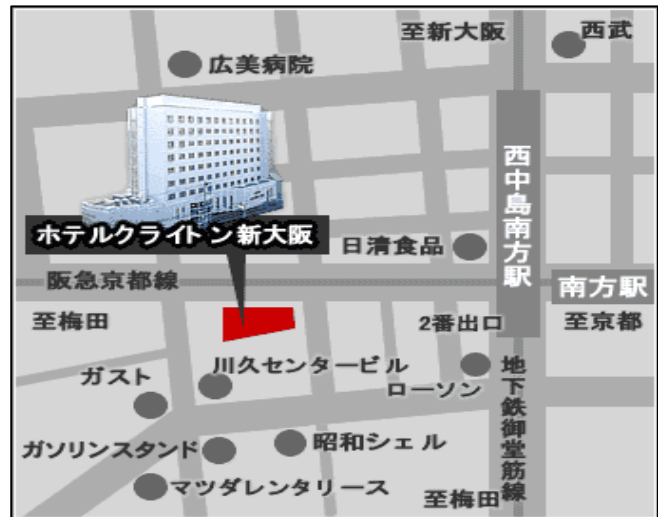 至新大阪
西武
広美病院
西中島南方駅
ホテルクライトン新大阪
日清食品
阪急京都線
南方駅
至梅田
2番出口
至京都
川久センタービル
ガスト
ローソン
地下鉄御堂筋線
ガソリンスタンド
昭和シェル
マツダレンタリース
至梅田